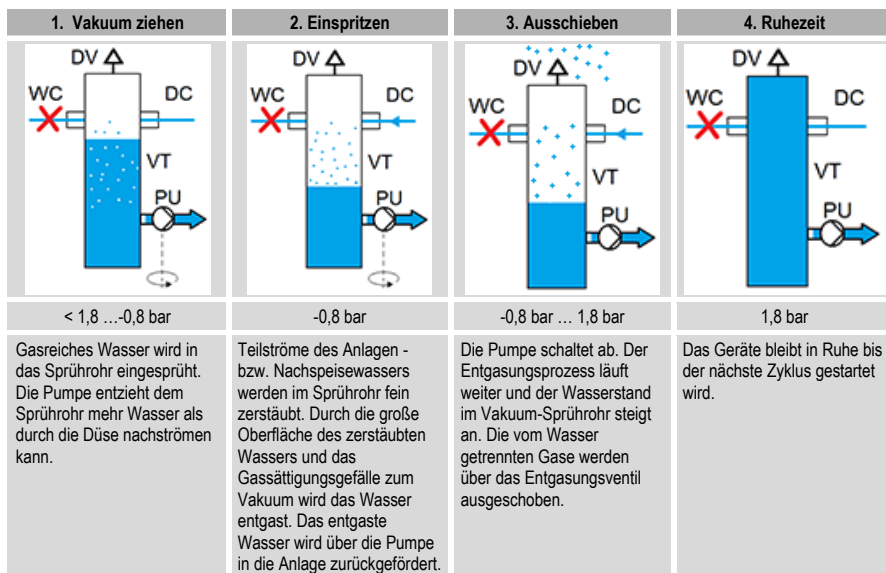 1. Vakuum ziehen
2. Einspritzen
3. Ausschieben
4. Ruhezeit
DV
WC
DC
VT
PU
DV
WC
DC
VT
PU
DV
WC
DC
VT
PU
DV
WC
DC
VT
PU
< 1,8 …-0,8 bar
-0,8 bar
-0,8 bar … 1,8 bar
1,8 bar
Gasreiches Wasser wird in
das Sprührohr eingesprüht.
Die Pumpe entzieht dem
Sprührohr mehr Wasser als
durch die Düse nachströmen
kann.
Teilströme des Anlagen -
bzw. Nachspeisewassers
werden im Sprührohr fein
zerstäubt. Durch die große
Oberfläche des zerstäubten
Wassers und das
Gassättigungsgefälle zum
Vakuum wird das Wasser
entgast. Das entgaste
Wasser wird über die Pumpe
in die Anlage zurückgefördert.
Die Pumpe schaltet ab. Der
Entgasungsprozess läuft
weiter und der Wasserstand
im Vakuum-Sprührohr steigt
an. Die vom Wasser
getrennten Gase werden
über das Entgasungsventil
ausgeschoben.
Das Geräte bleibt in Ruhe bis
der nächste Zyklus gestartet
wird.